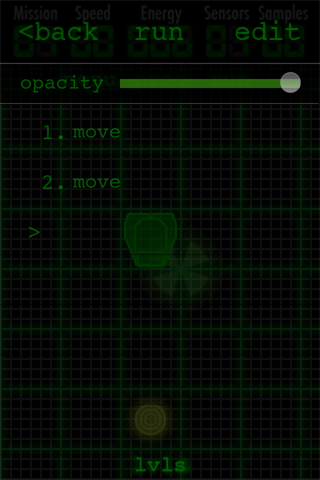 Mission Speed Energy Sensors Samples
<back run edit
opacity
1. move
2. move
>
lvls